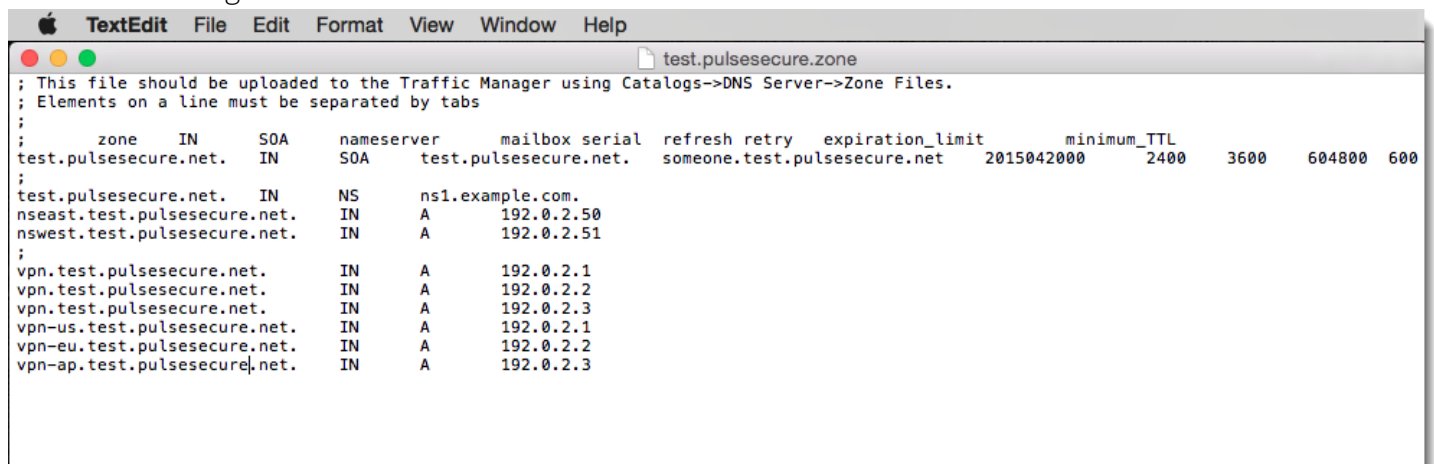 TextEdit File Edit Format View Window Help
test.pulsesecure.zone
; This file should be uploaded to the Traffic Manager using Catalogs->DNS Server->Zone Files.
; Elements on a line must be separated by tabs
;
; zone IN SOA nameserver mailbox serial refresh retry expiration_limit minimum_TTL
test.pulsesecure.net. IN SOA test.pulsesecure.net. someone.test.pulsesecure.net 2015042000 2400 3600 604800 600
;
test.pulsesecure.net. IN NS ns1.example.com.
nseast.test.pulsesecure.net. IN A 192.0.2.50
nswest.test.pulsesecure.net. IN A 192.0.2.51
;
vpn.test.pulsesecure.net. IN A 192.0.2.1
vpn.test.pulsesecure.net. IN A 192.0.2.2
vpn.test.pulsesecure.net. IN A 192.0.2.3
vpn-us.test.pulsesecure.net. IN A 192.0.2.1
vpn-eu.test.pulsesecure.net. IN A 192.0.2.2
vpn-ap.test.pulsesecure.net. IN A 192.0.2.3